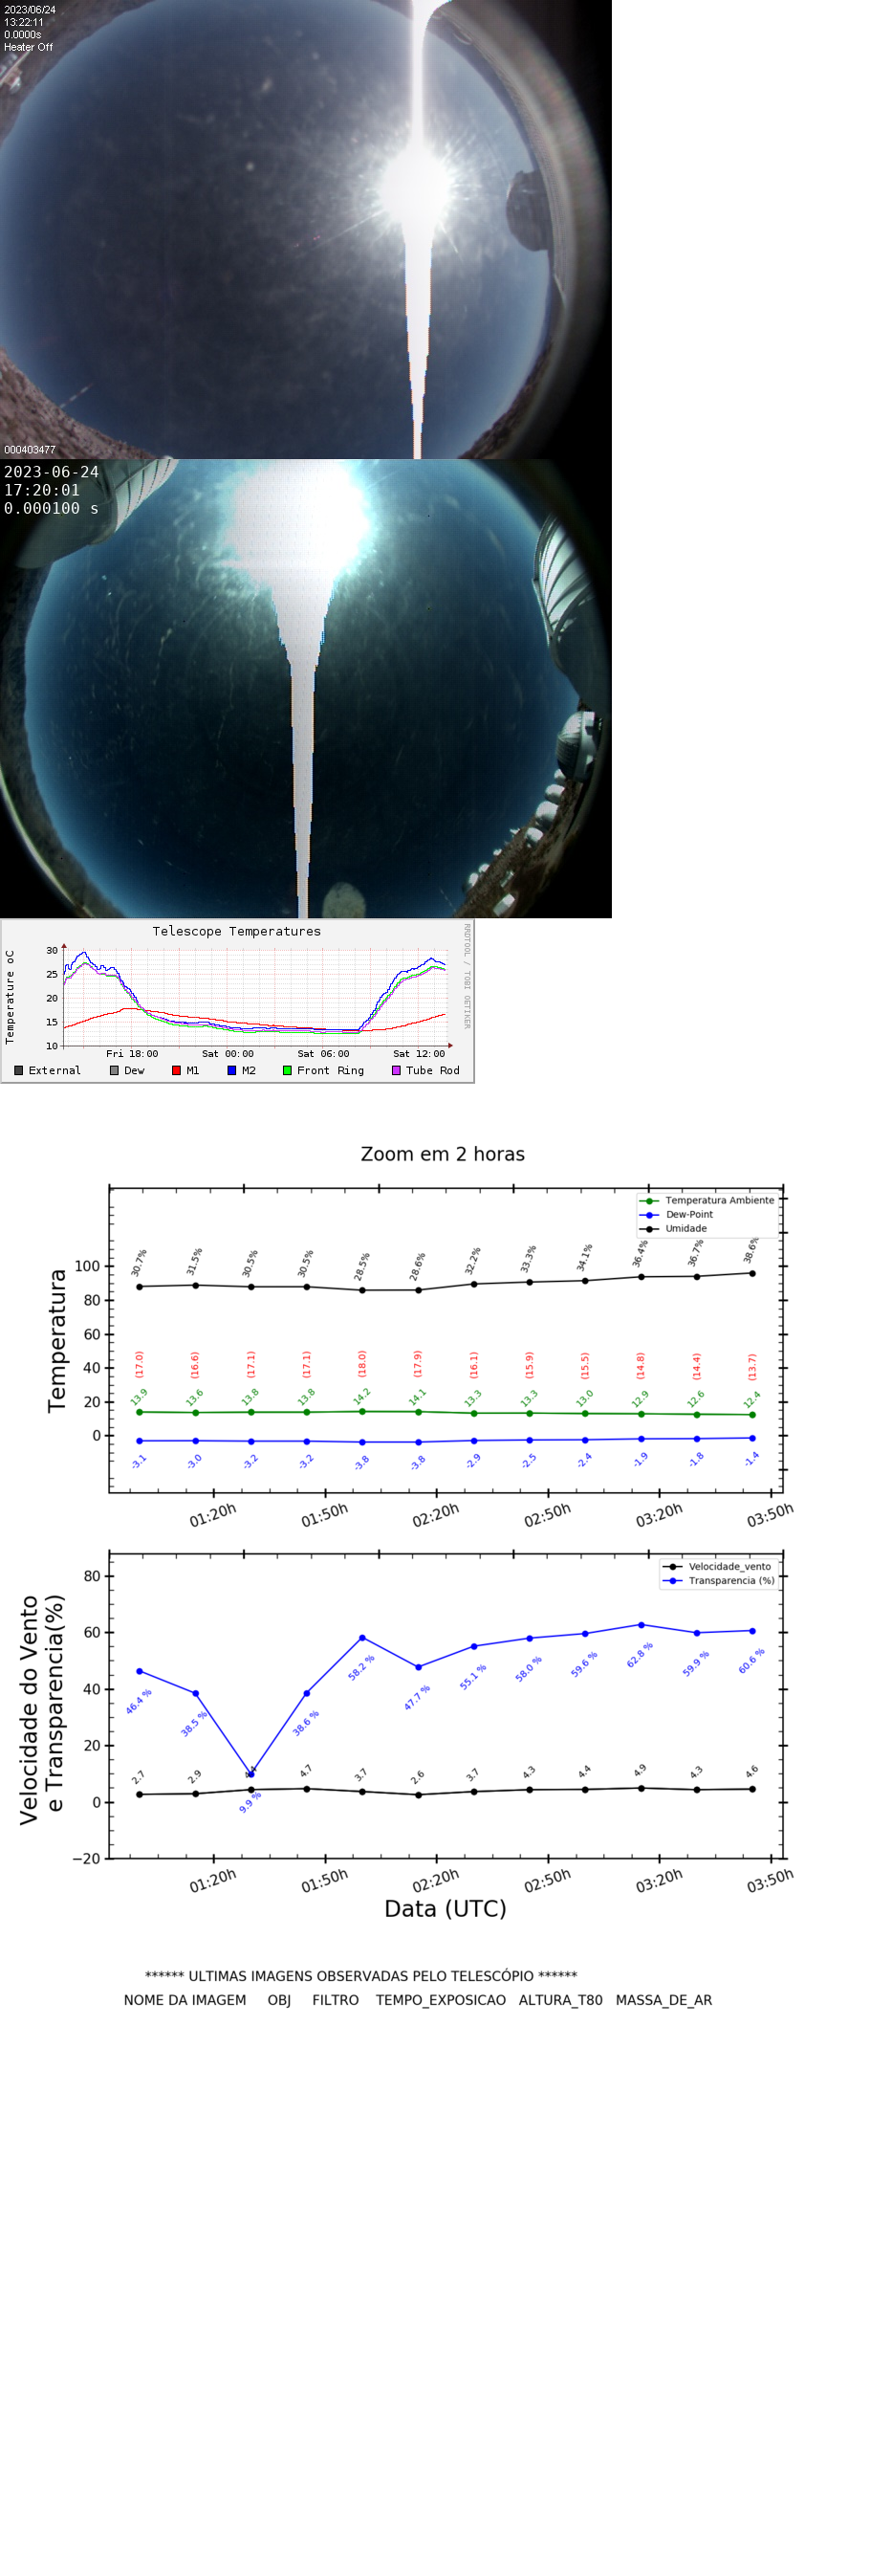 2023/06/24
13:22:11
0.0000s
Heater Off
000403477
2023-06-24
17:20:01
0.000100 s
Telescope Temperatures
RRDTOOL / TOBI OETIKER
Temperature oC
30
25
20
15
10
Fri 18:00 Sat 00:00 Sat 06:00 Sat 12:00
External Dew M1 M2 Front Ring Tube Rod
Zoom em 2 horas
Temperatura Ambiente
Dew-Point
Umidade
Temperatura
100
80
60
40
20
0
30.7% 31.5% 30.5% 30.5% 28.5% 28.6% 32.2% 33.3% 34.1% 36.4% 36.7% 38.6%
(17.0) (16.6) (17.1) (17.1) (18.0) (17.9) (16.1) (15.9) (15.5) (14.8) (14.4) (13.7)
13.9 13.6 13.8 13.8 14.2 14.1 13.3 13.3 13.0 12.9 12.6 12.4
-3.1 -3.0 -3.2 -3.2 -3.8 -3.8 -2.9 -2.5 -2.4 -1.9 -1.8 -1.4
01:20h 01:50h 02:20h 02:50h 03:20h 03:50h
Velocidade_vento
Transparencia (%)
Velocidade do Vento
e Transparencia(%)
80
60
40
20
0
−20
46.4 % 38.5 % 9.9 % 38.6 % 58.2 % 47.7 % 55.1 % 58.0 % 59.6 % 62.8 % 59.9 % 60.6 %
2.7 2.9 4.7 3.7 2.6 3.7 4.3 4.4 4.9 4.3 4.6
01:20h 01:50h 02:20h 02:50h 03:20h 03:50h
Data (UTC)
****** ULTIMAS IMAGENS OBSERVADAS PELO TELESCÓPIO ******
NOME DA IMAGEM OBJ FILTRO TEMPO_EXPOSICAO ALTURA_T80 MASSA_DE_AR